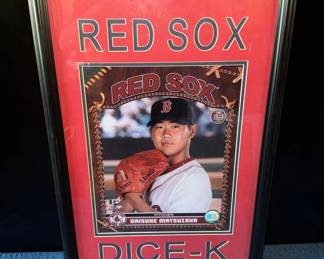 RED SOX
RED SOX
B
DAISUKE MATSUZAKA
DICE-K